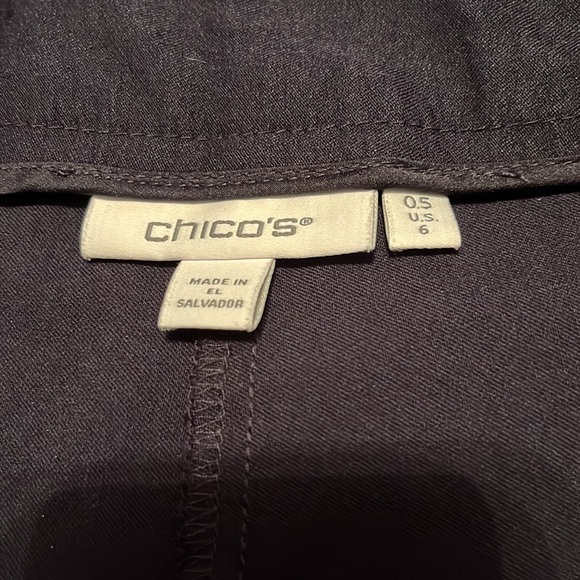 chico's®
0.5
U.S.
6
MADE IN
EL
SALVADOR